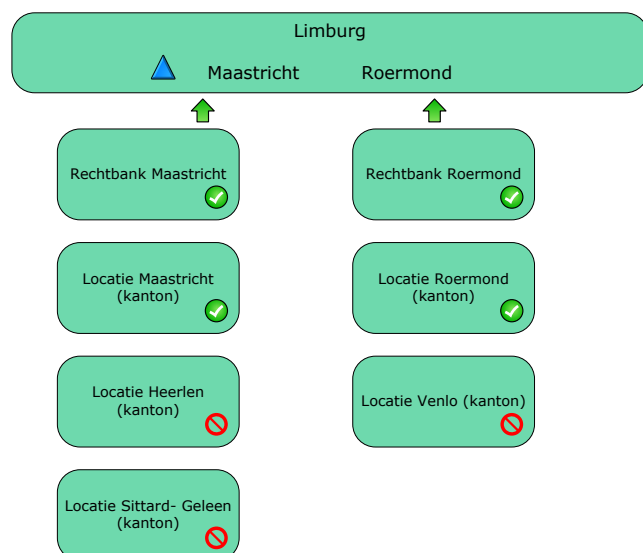 Limburg
Maastricht Roermond
Rechtbank Maastricht
Rechtbank Roermond
Locatie Maastricht
(kanton)
Locatie Roermond
(kanton)
Locatie Heerlen
(kanton)
Locatie Venlo (kanton)
Locatie Sittard- Geleen
(kanton)